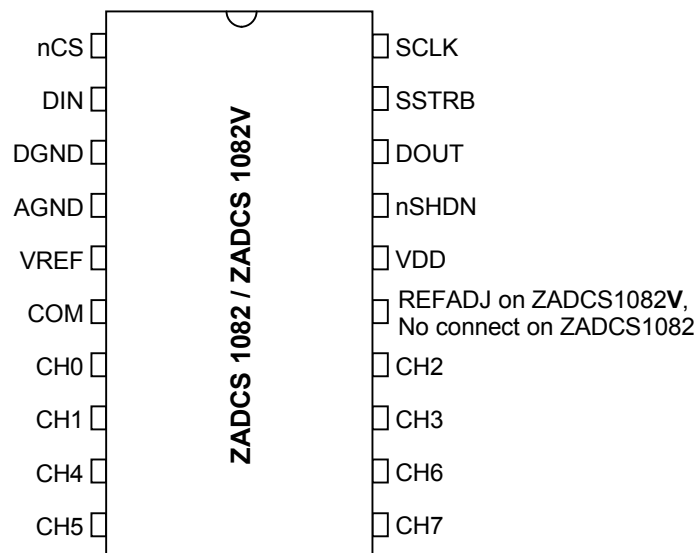 nCS
SCLK
DIN
SSTRB
DGND
DOUT
AGND
nSHDN
VREF
VDD
COM
REFADJ on ZADCS1082V,
No connect on ZADCS1082
CH0
CH2
CH1
CH3
CH4
CH6
CH5
CH7
ZADCS 1082 / ZADCS 1082V